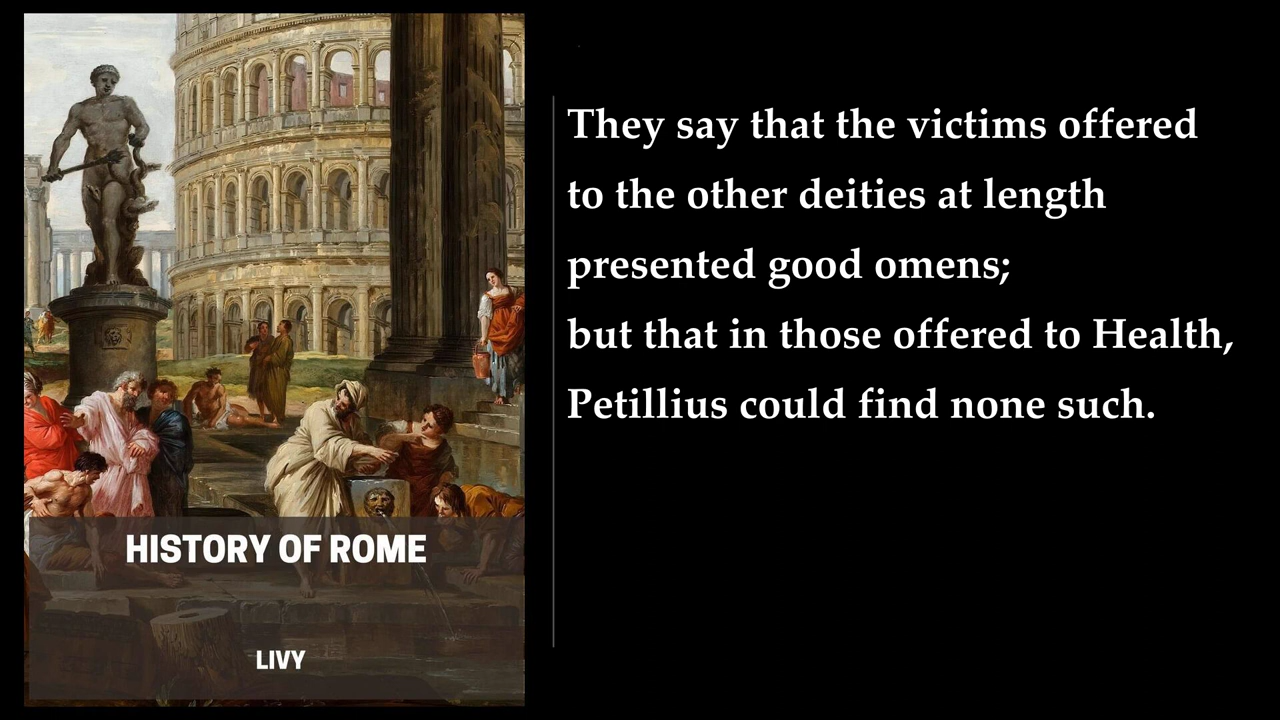 They say that the victims offered
to the other deities at length
presented good omens;
but that in those offered to Health,
Petillius could find none such.
HISTORY OF ROME
LIVY